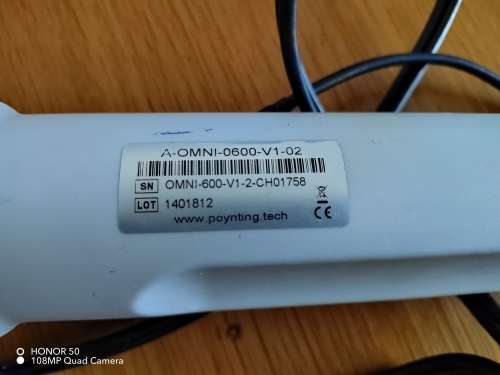 A-OMNI-0600-V1-02
SN OMNI-600-V1-2-CH01758
LOT 1401812
www.poynting.tech
CE
HONOR 50
108MP Quad Camera